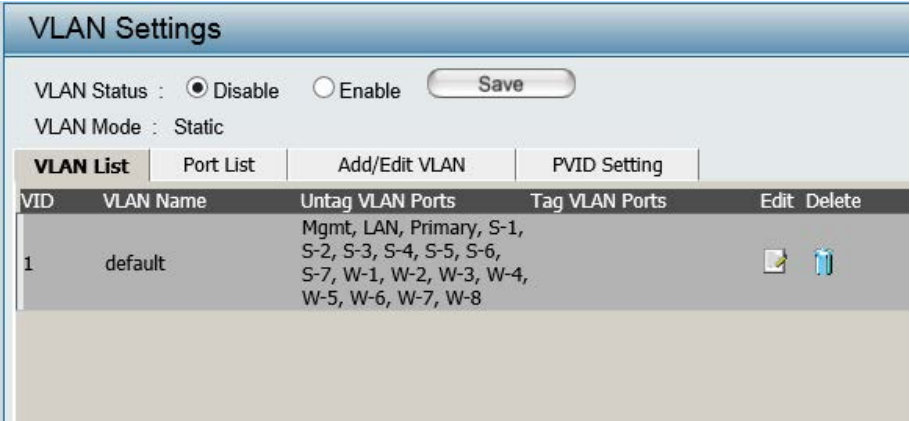 VLAN Settings
VLAN Status : Disable Enable Save
VLAN Mode : Static
VLAN List Port List Add/Edit VLAN PVID Setting
VID VLAN Name Untag VLAN Ports Tag VLAN Ports Edit Delete
1 default Mgmt, LAN, Primary, S-1,
S-2, S-3, S-4, S-5, S-6,
S-7, W-1, W-2, W-3, W-4,
W-5, W-6, W-7, W-8